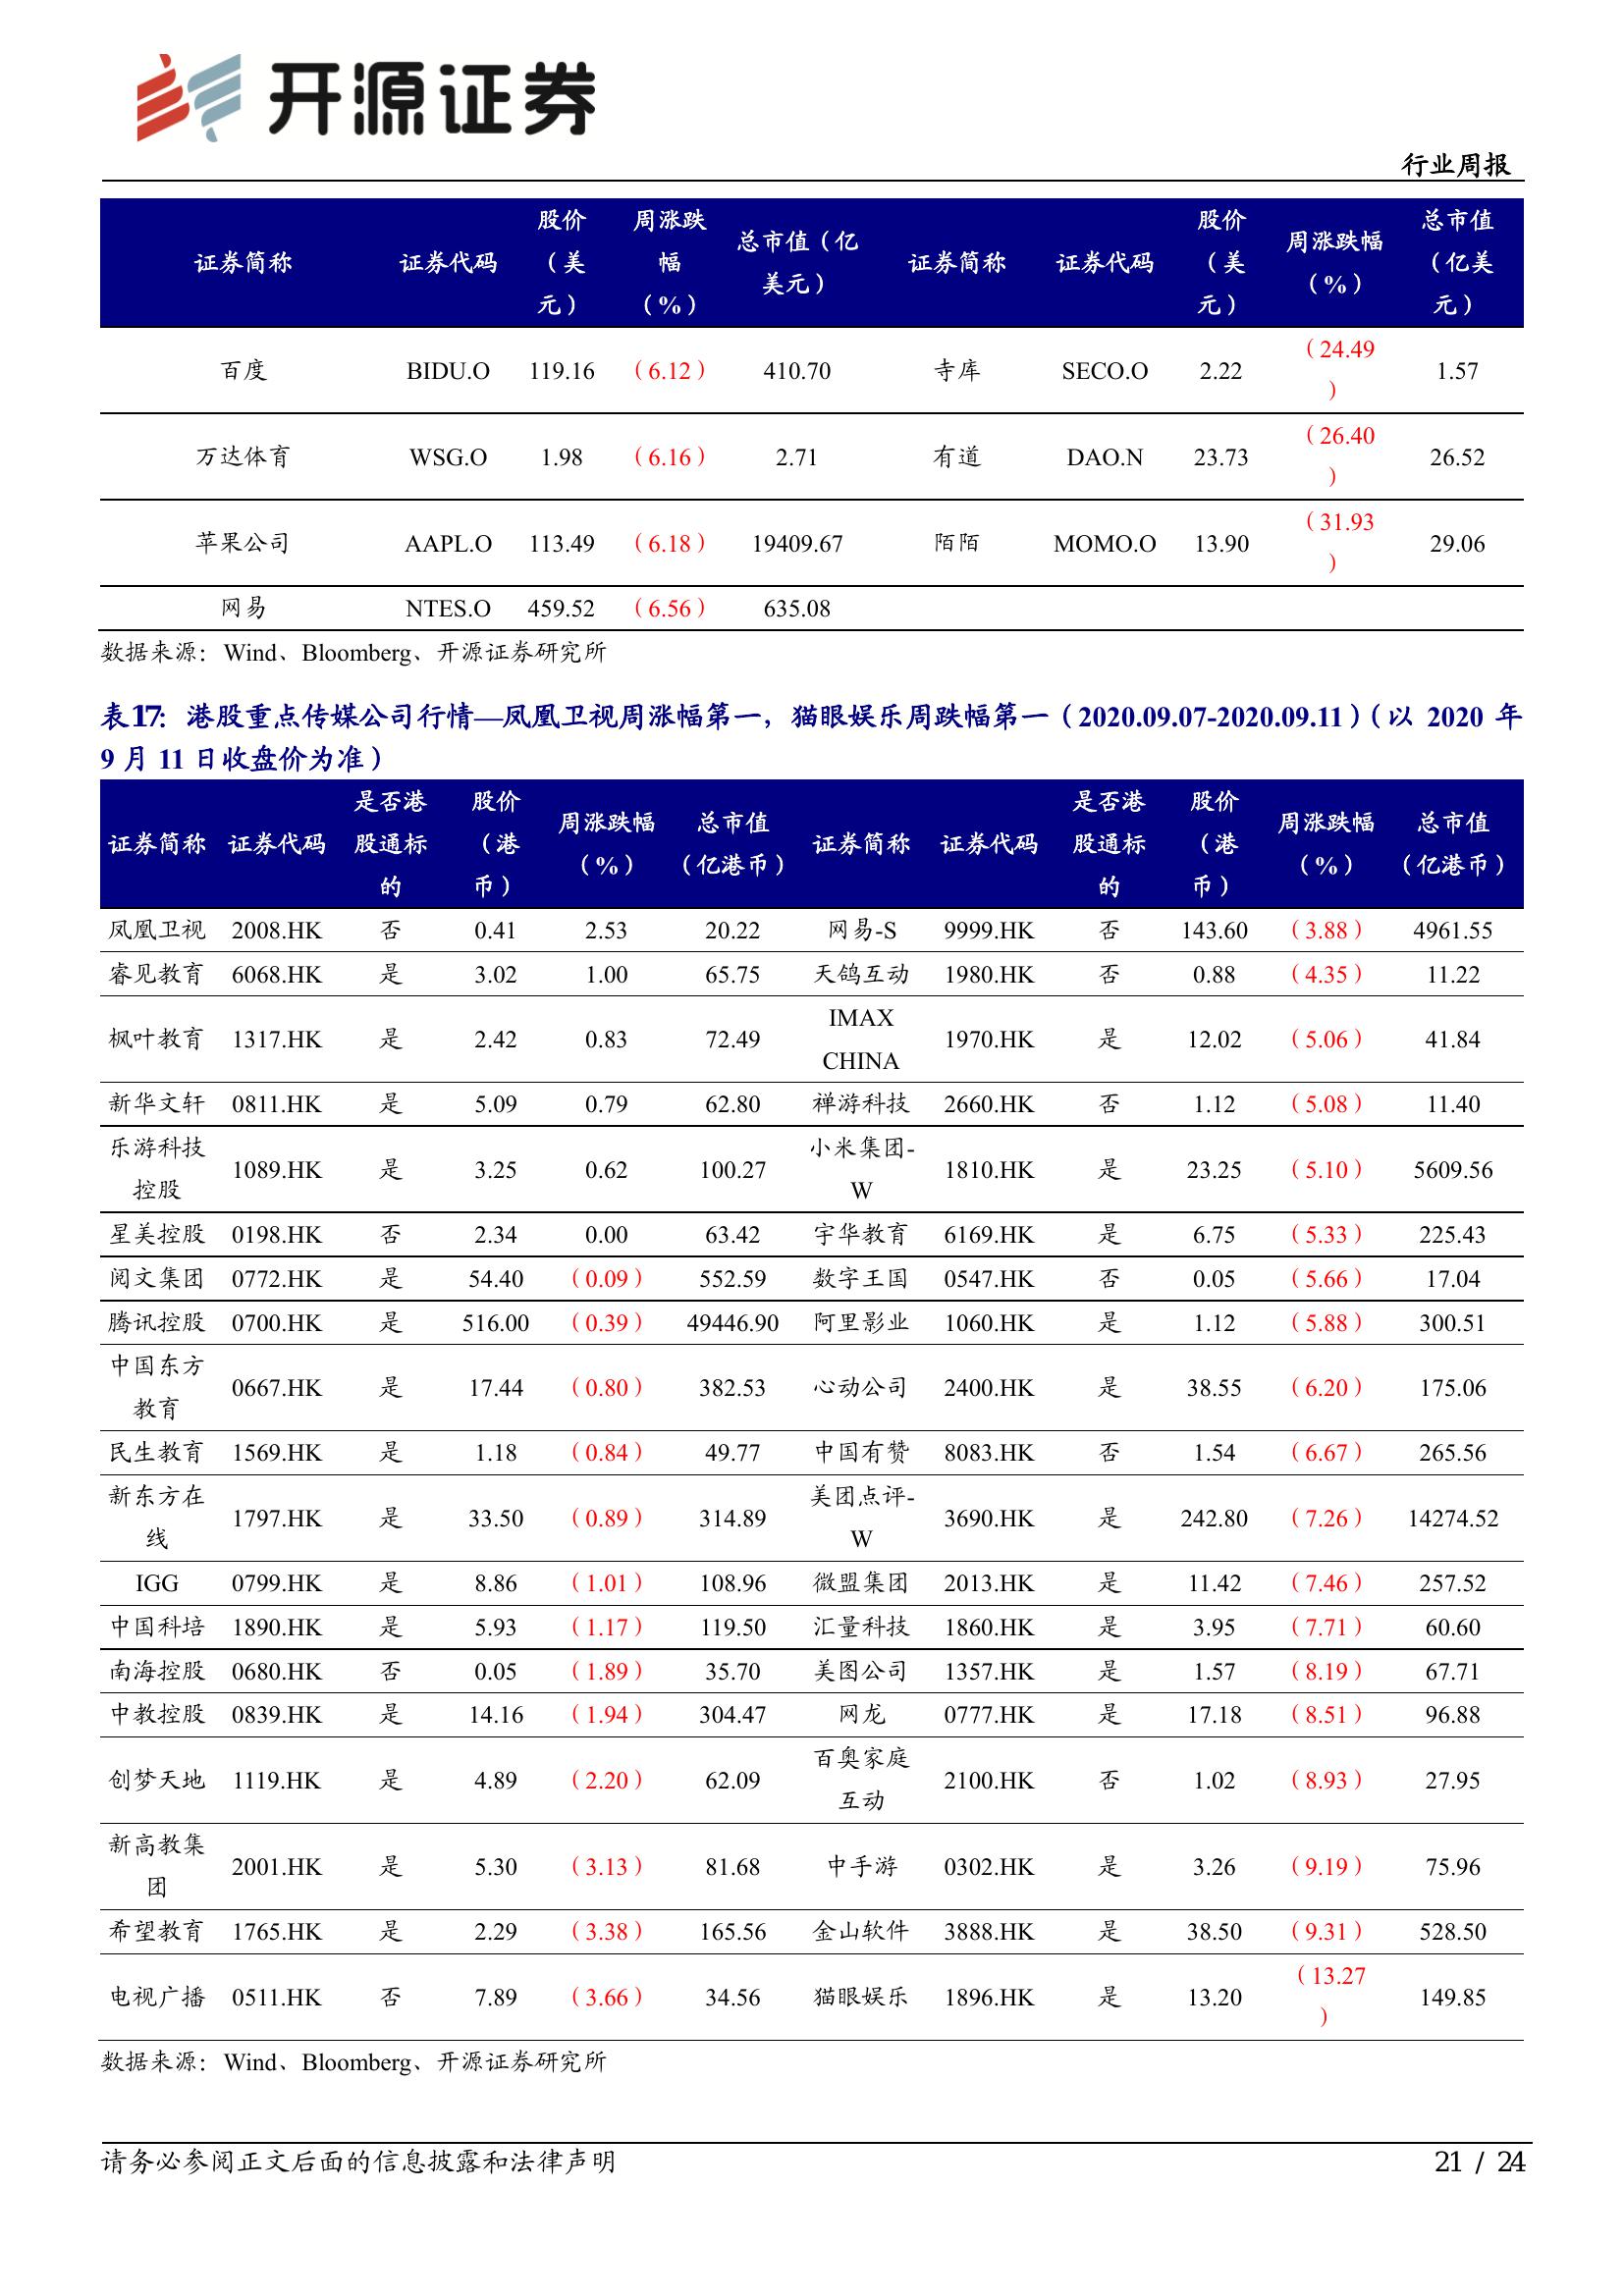 开源证券
行业周报
证券简称 证券代码 股价（美元） 周涨跌幅（%） 总市值（亿美元） 证券简称 证券代码 股价（美元） 周涨跌幅（%） 总市值（亿美元）
百度 BIDU.O 119.16 （6.12） 410.70 寺库 SECO.O 2.22 （24.49） 1.57
万达体育 WSG.O 1.98 （6.16） 2.71 有道 DAO.N 23.73 （26.40） 26.52
苹果公司 AAPL.O 113.49 （6.18） 19409.67 陌陌 MOMO.O 13.90 （31.93） 29.06
网易 NTES.O 459.52 （6.56） 635.08
数据来源：Wind、Bloomberg、开源证券研究所
表17：港股重点传媒公司行情—凤凰卫视周涨幅第一，猫眼娱乐周跌幅第一（2020.09.07-2020.09.11）（以 2020 年
9 月 11 日收盘价为准）
证券简称 证券代码 是否港股通标的 股价（港币） 周涨跌幅（%） 总市值（亿港币） 证券简称 证券代码 是否港股通标的 股价（港币） 周涨跌幅（%） 总市值（亿港币）
凤凰卫视 2008.HK 否 0.41 2.53 20.22 网易-S 9999.HK 否 143.60 （3.88） 4961.55
睿见教育 6068.HK 是 3.02 1.00 65.75 天鸽互动 1980.HK 否 0.88 （4.35） 11.22
枫叶教育 1317.HK 是 2.42 0.83 72.49 IMAX CHINA 1970.HK 是 12.02 （5.06） 41.84
新华文轩 0811.HK 是 5.09 0.79 62.80 禅游科技 2660.HK 否 1.12 （5.08） 11.40
乐游科技控股 1089.HK 是 3.25 0.62 100.27 小米集团-W 1810.HK 是 23.25 （5.10） 5609.56
星美控股 0198.HK 否 2.34 0.00 63.42 宇华教育 6169.HK 是 6.75 （5.33） 225.43
阅文集团 0772.HK 是 54.40 （0.09） 552.59 数字王国 0547.HK 否 0.05 （5.66） 17.04
腾讯控股 0700.HK 是 516.00 （0.39） 49446.90 阿里影业 1060.HK 是 1.12 （5.88） 300.51
中国东方教育 0667.HK 是 17.44 （0.80） 382.53 心动公司 2400.HK 是 38.55 （6.20） 175.06
民生教育 1569.HK 是 1.18 （0.84） 49.77 中国有赞 8083.HK 否 1.54 （6.67） 265.56
新东方在线 1797.HK 是 33.50 （0.89） 314.89 美团点评-W 3690.HK 是 242.80 （7.26） 14274.52
IGG 0799.HK 是 8.86 （1.01） 108.96 微盟集团 2013.HK 是 11.42 （7.46） 257.52
中国科培 1890.HK 是 5.93 （1.17） 119.50 汇量科技 1860.HK 是 3.95 （7.71） 60.60
南海控股 0680.HK 否 0.05 （1.89） 35.70 美图公司 1357.HK 是 1.57 （8.19） 67.71
中教控股 0839.HK 是 14.16 （1.94） 304.47 网龙 0777.HK 是 17.18 （8.51） 96.88
创梦天地 1119.HK 是 4.89 （2.20） 62.09 百奥家庭互动 2100.HK 否 1.02 （8.93） 27.95
新高教集团 2001.HK 是 5.30 （3.13） 81.68 中手游 0302.HK 是 3.26 （9.19） 75.96
希望教育 1765.HK 是 2.29 （3.38） 165.56 金山软件 3888.HK 是 38.50 （9.31） 528.50
电视广播 0511.HK 否 7.89 （3.66） 34.56 猫眼娱乐 1896.HK 是 13.20 （13.27） 149.85
数据来源：Wind、Bloomberg、开源证券研究所
请务必参阅正文后面的信息披露和法律声明
21 / 24